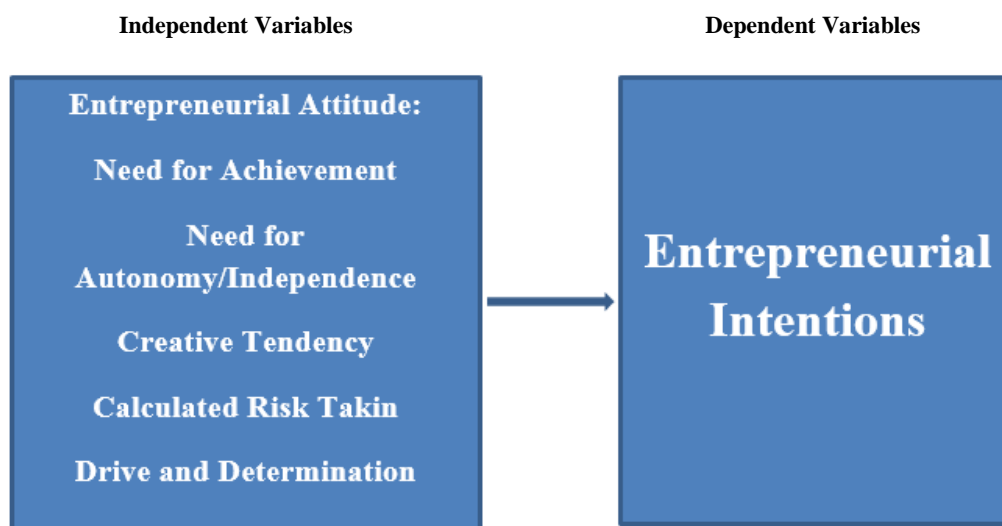 Independent Variables
Dependent Variables
Entrepreneurial Attitude:
Need for Achievement
Need for
Autonomy/Independence
Creative Tendency
Calculated Risk Takin
Drive and Determination
Entrepreneurial
Intentions